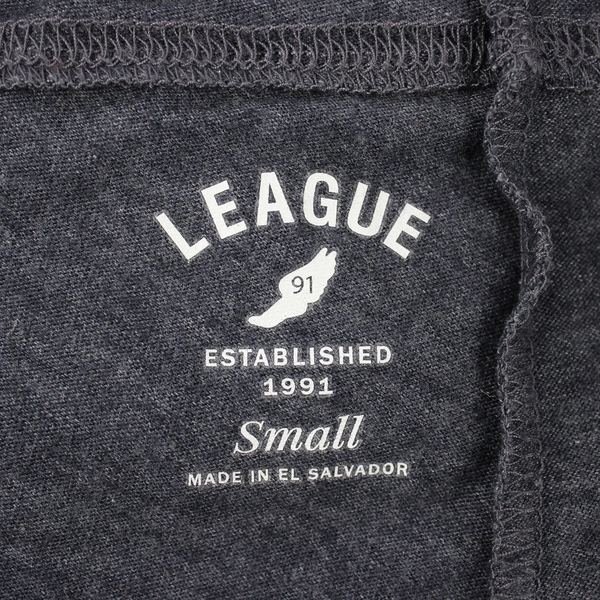 LEAGUE
91
ESTABLISHED
1991
Small
MADE IN EL SALVADOR